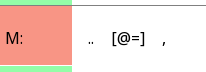 M: .. [@=] ,